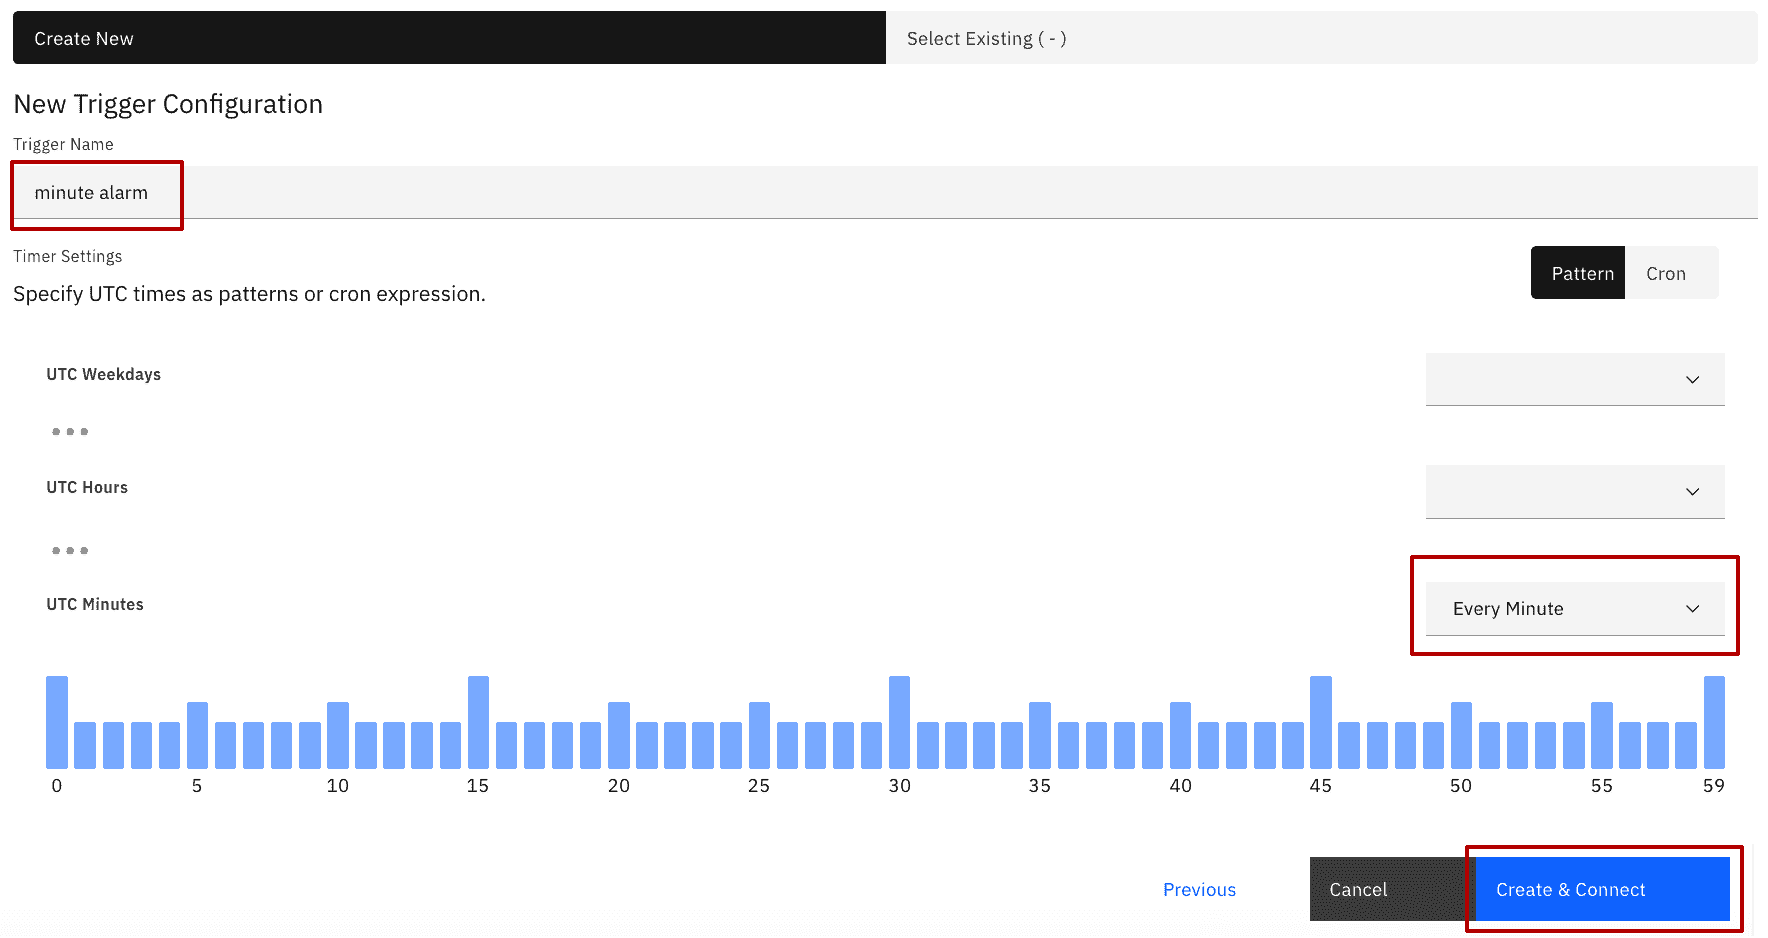 Create New
Select Existing ( - )
New Trigger Configuration
Trigger Name
minute alarm
Timer Settings
Pattern
Cron
Specify UTC times as patterns or cron expression.
UTC Weekdays
UTC Hours
UTC Minutes
Every Minute
0 5 10 15 20 25 30 35 40 45 50 55 59
Previous
Cancel
Create & Connect